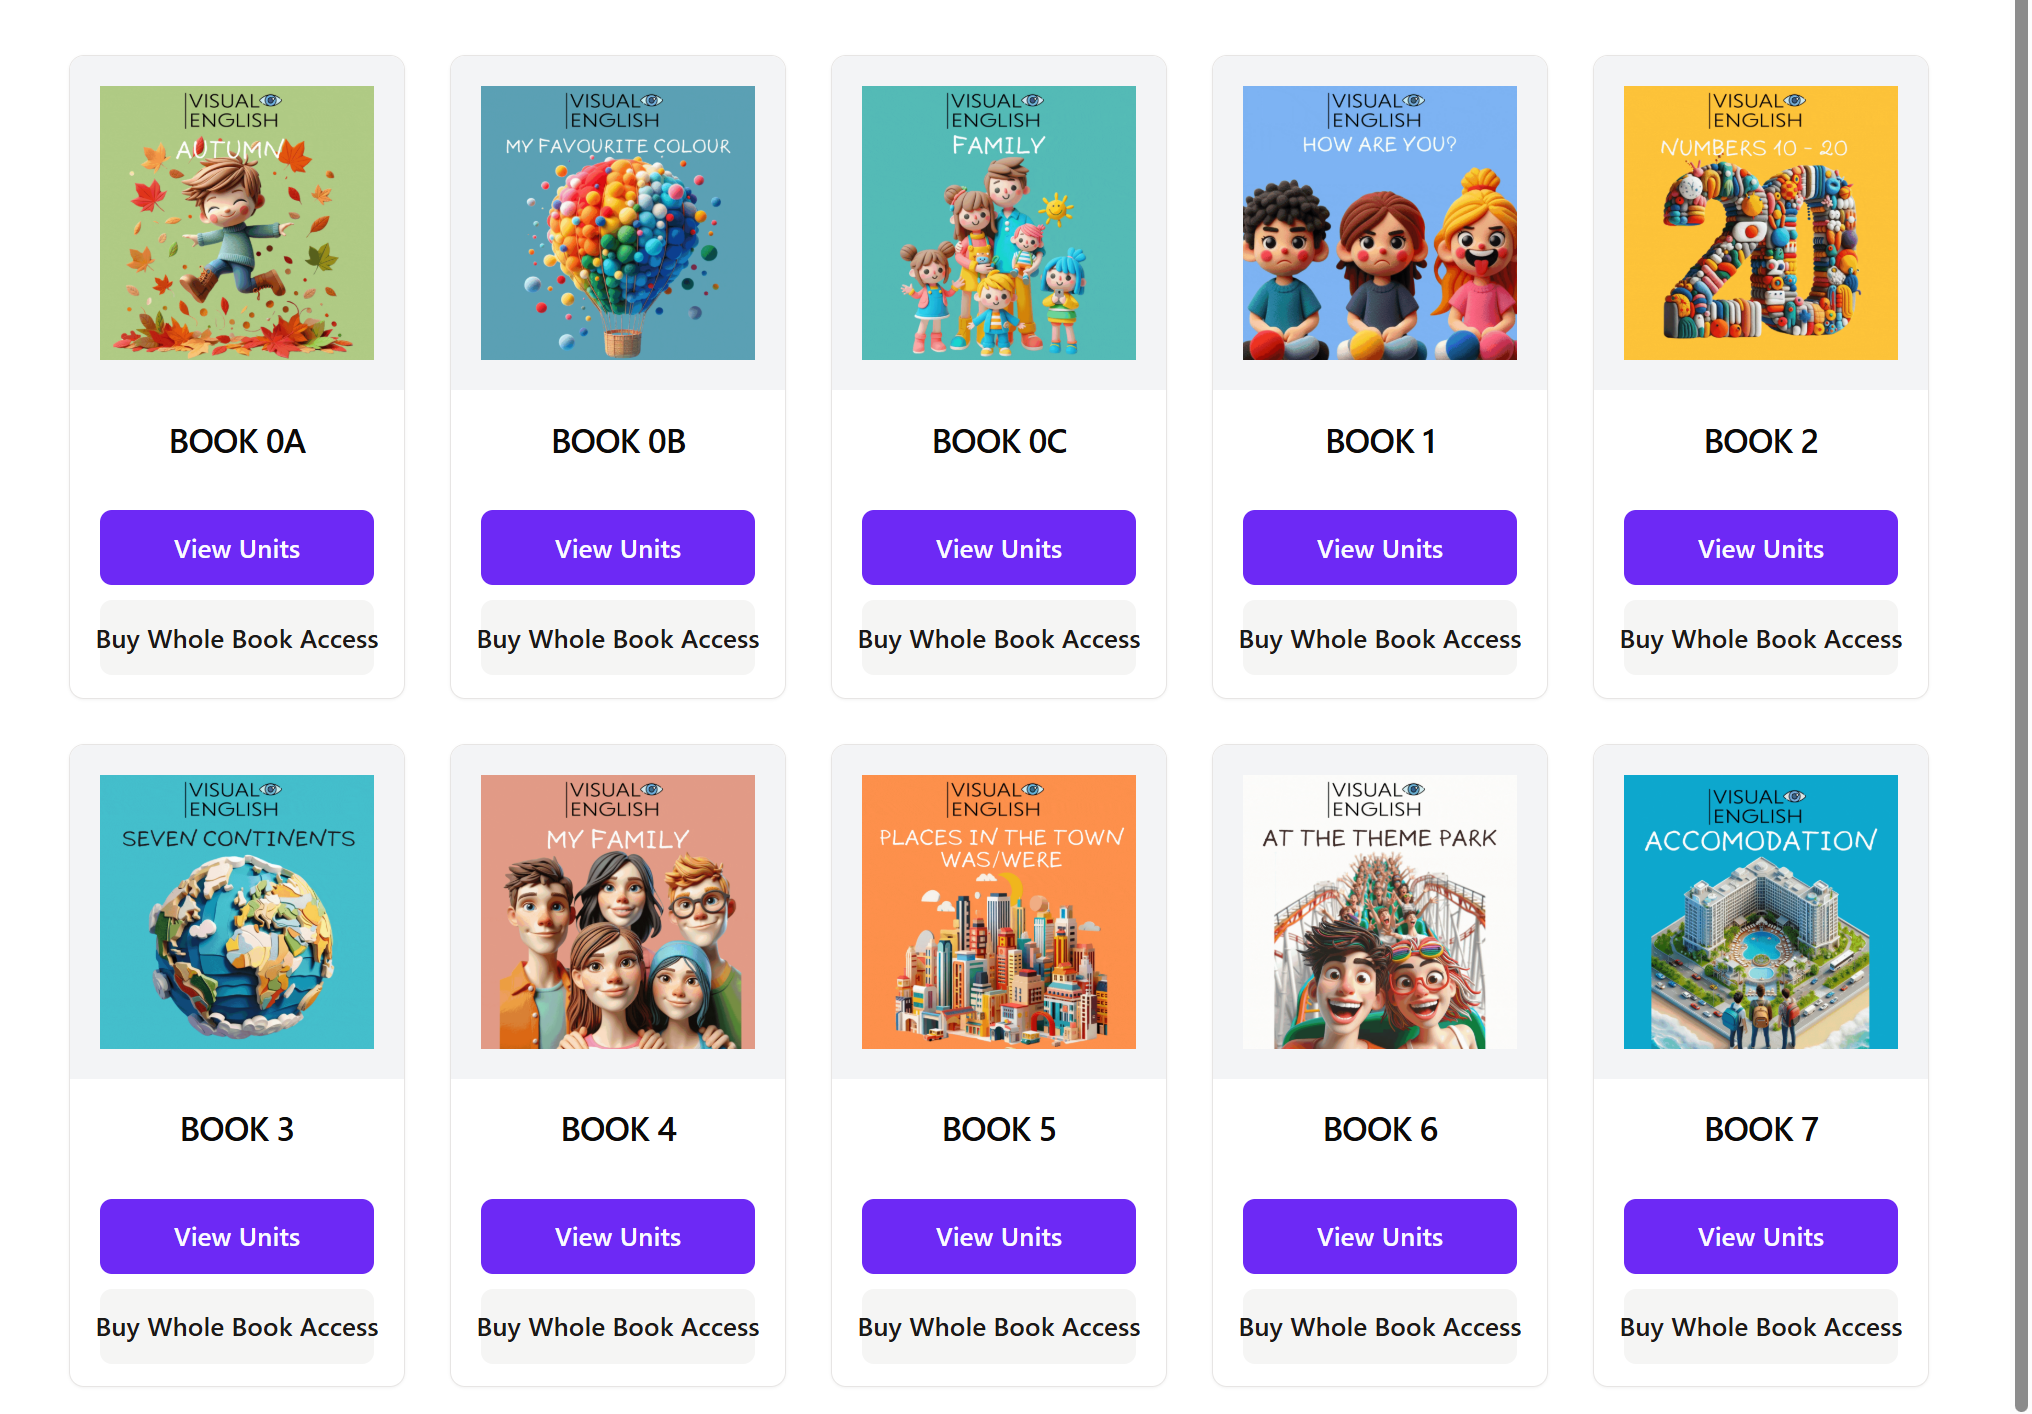 VISUAL
ENGLISH
AUTUMN
VISUAL
ENGLISH
MY FAVOURITE COLOUR
VISUAL
ENGLISH
FAMILY
VISUAL
ENGLISH
HOW ARE YOU?
VISUAL
ENGLISH
NUMBERS 10 - 20
20
BOOK 0A
BOOK 0B
BOOK 0C
BOOK 1
BOOK 2
View Units
View Units
View Units
View Units
View Units
Buy Whole Book Access
Buy Whole Book Access
Buy Whole Book Access
Buy Whole Book Access
Buy Whole Book Access
VISUAL
ENGLISH
SEVEN CONTINENTS
VISUAL
ENGLISH
MY FAMILY
VISUAL
ENGLISH
PLACES IN THE TOWN
WAS/WERE
VISUAL
ENGLISH
AT THE THEME PARK
VISUAL
ENGLISH
ACCOMODATION
BOOK 3
BOOK 4
BOOK 5
BOOK 6
BOOK 7
View Units
View Units
View Units
View Units
View Units
Buy Whole Book Access
Buy Whole Book Access
Buy Whole Book Access
Buy Whole Book Access
Buy Whole Book Access